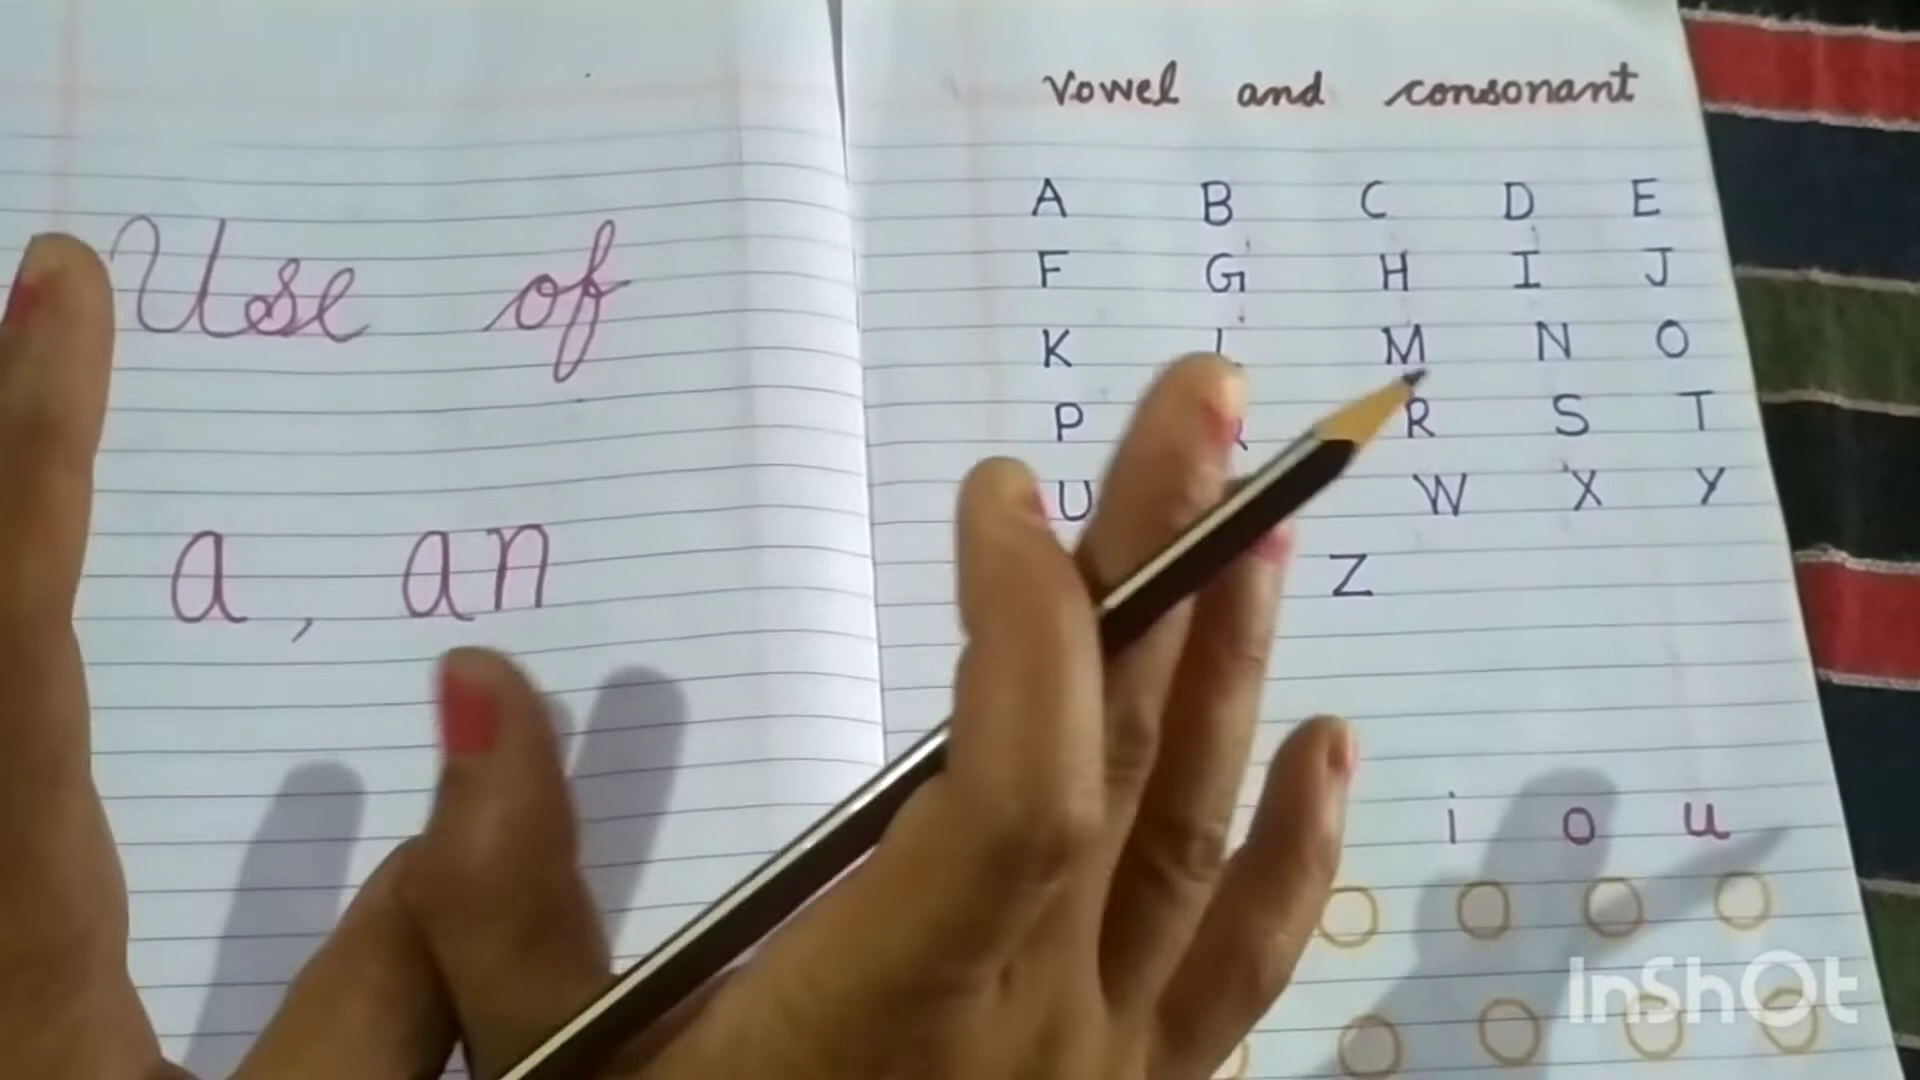 Use of
a, an
Vowel and consonant
A B C D E
F G H I J
K L M N O
P R S T
U W X Y
Z
i o u
InShOt